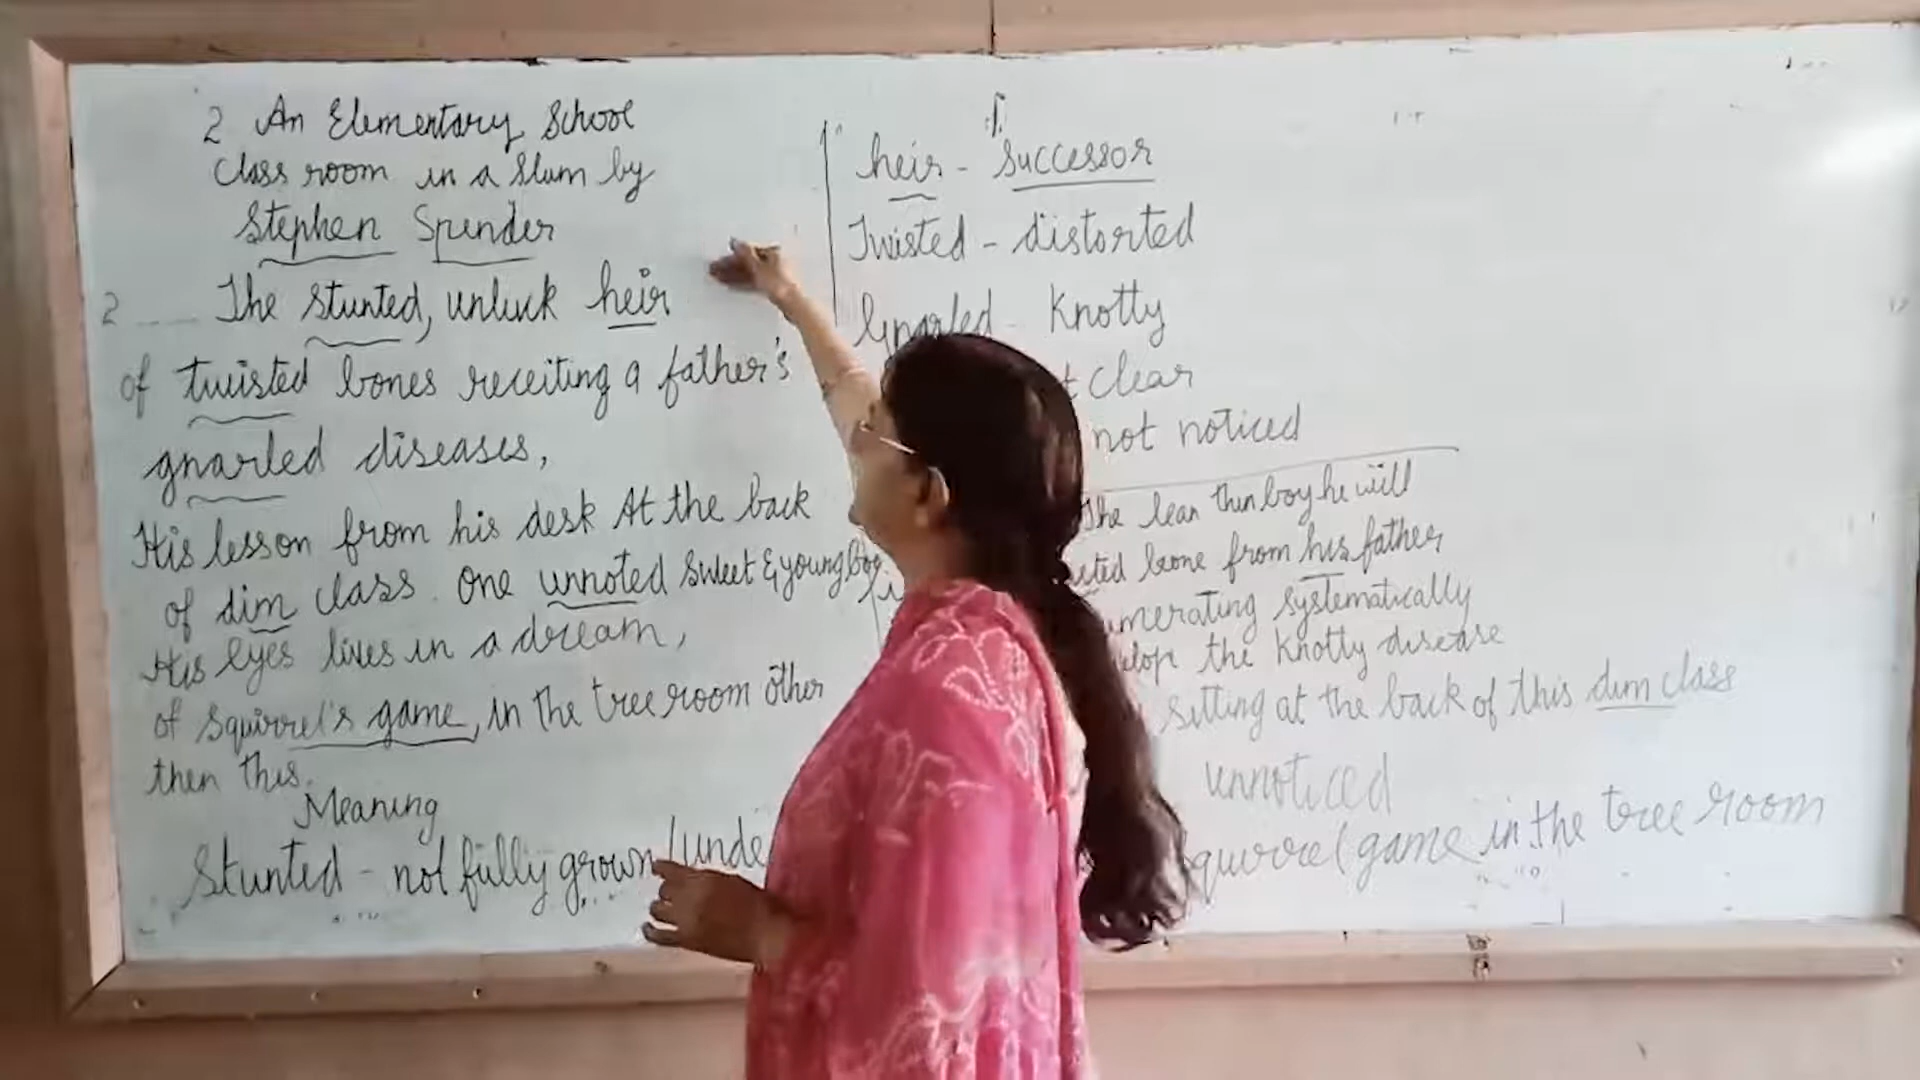 2 An Elementary School
Class room in a Slum by
Stephen Spender
2 .... The stunted, unluck heir
of twisted bones receiting a father's
gnarled diseases,
His lesson from his desk At the back
of dim class. One unnoted sweet & young boy.
His eyes lives in a dream,
of squirrel's game, in the tree room other
then this.
Meaning
Stunted - not fully grown / unde
heir - successor
Twisted - distorted
Gnarled - Knotty
clear
not noticed
The lean thin boy he will
bone from his father
systematically
the Knotty disease
sitting at the back of this dim class
unnoticed
game in the tree room